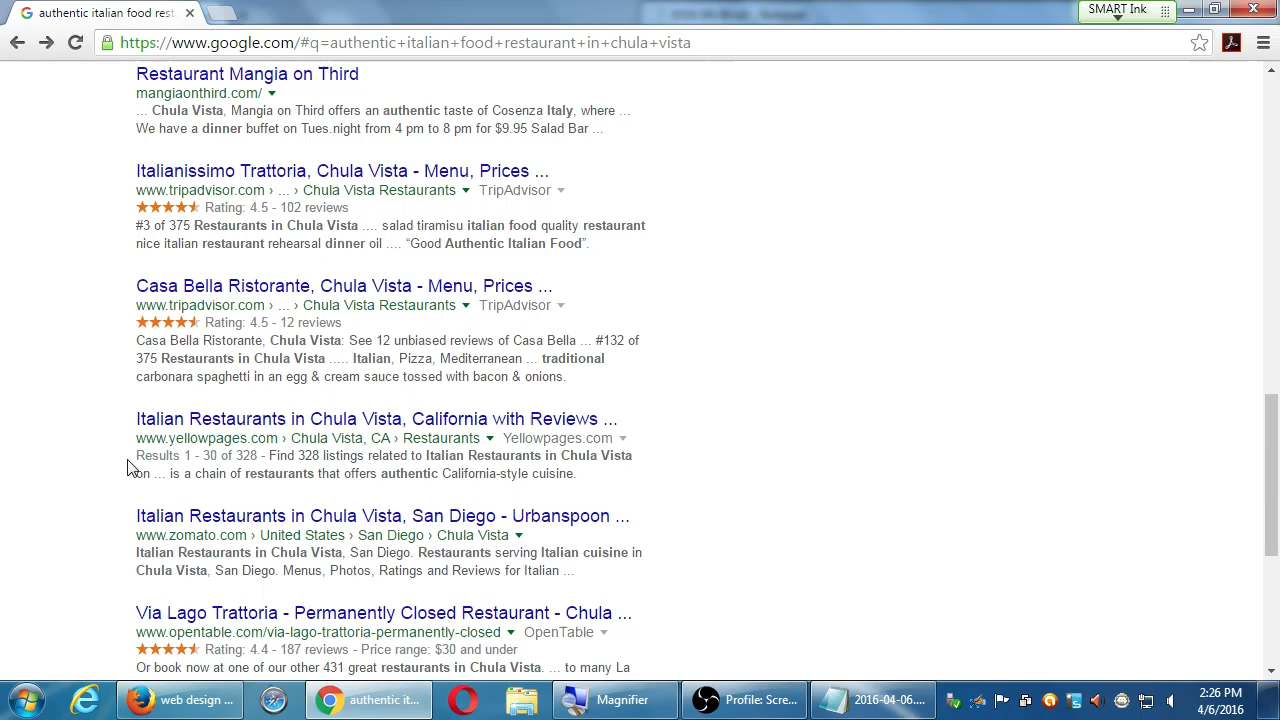 authentic italian food rest
SMART Ink
https://www.google.com/#q=authentic+italian+food+restaurant+in+chula+vista
Restaurant Mangia on Third
mangiaonthird.com/
... Chula Vista, Mangia on Third offers an authentic taste of Cosenza Italy, where ...
We have a dinner buffet on Tues.night from 4 pm to 8 pm for $9.95 Salad Bar ...
Italianissimo Trattoria, Chula Vista - Menu, Prices ...
www.tripadvisor.com › ... › Chula Vista Restaurants TripAdvisor
Rating: 4.5 - 102 reviews
#3 of 375 Restaurants in Chula Vista .... salad tiramisu italian food quality restaurant
nice italian restaurant rehearsal dinner oil .... “Good Authentic Italian Food”.
Casa Bella Ristorante, Chula Vista - Menu, Prices ...
www.tripadvisor.com › ... › Chula Vista Restaurants TripAdvisor
Rating: 4.5 - 12 reviews
Casa Bella Ristorante, Chula Vista: See 12 unbiased reviews of Casa Bella ... #132 of
375 Restaurants in Chula Vista ..... Italian, Pizza, Mediterranean ... traditional
carbonara spaghetti in an egg & cream sauce tossed with bacon & onions.
Italian Restaurants in Chula Vista, California with Reviews ...
www.yellowpages.com › Chula Vista, CA › Restaurants Yellowpages.com
Results 1 - 30 of 328 - Find 328 listings related to Italian Restaurants in Chula Vista
on ... is a chain of restaurants that offers authentic California-style cuisine.
Italian Restaurants in Chula Vista, San Diego - Urbanspoon ...
www.zomato.com › United States › San Diego › Chula Vista
Italian Restaurants in Chula Vista, San Diego. Restaurants serving Italian cuisine in
Chula Vista, San Diego. Menus, Photos, Ratings and Reviews for Italian ...
Via Lago Trattoria - Permanently Closed Restaurant - Chula ...
www.opentable.com/via-lago-trattoria-permanently-closed OpenTable
Rating: 4.4 - 187 reviews - Price range: $30 and under
Or book now at one of our other 431 great restaurants in Chula Vista. ... to many La
web design ...
authentic it...
Magnifier
Profile: Scre...
2016-04-06....
2:26 PM
4/6/2016